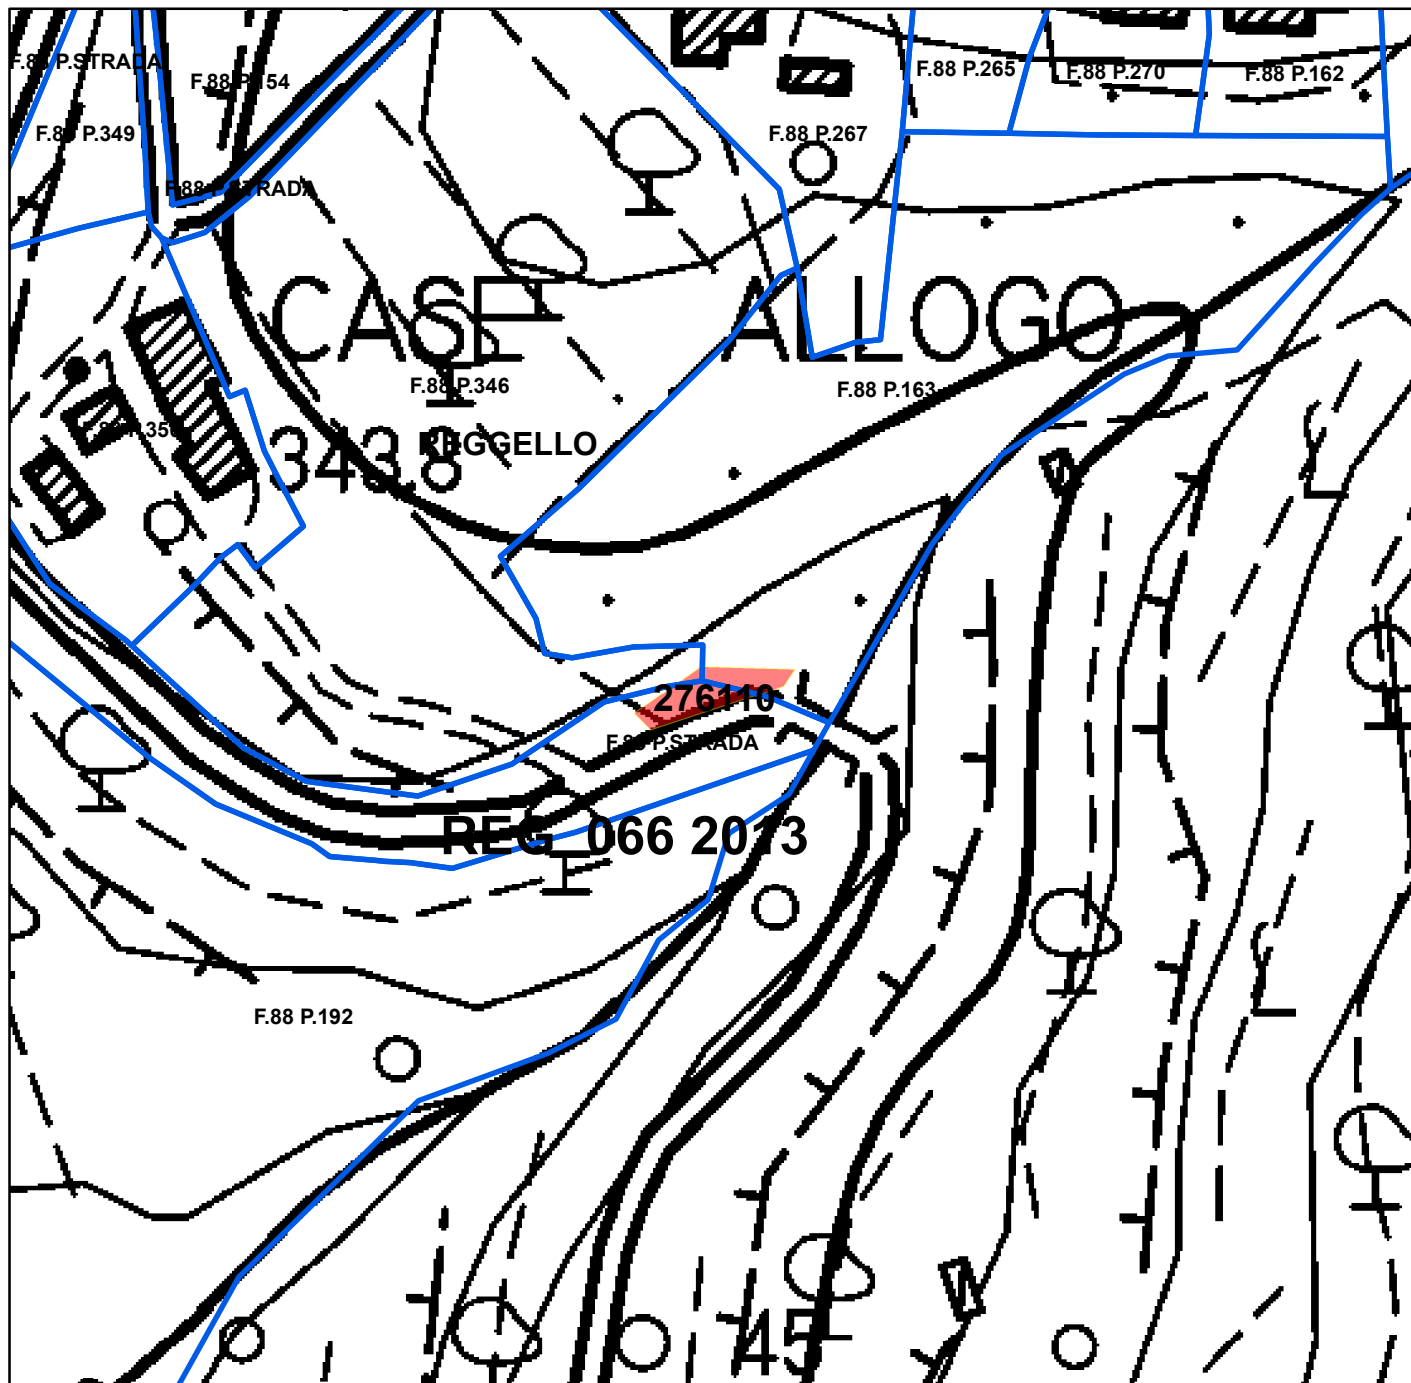 F.88 P.STRADA
F.88 P.154
F.88 P.265
F.88 P.270
F.88 P.162
F.88 P.349
F.88 P.267
F.88 P.STRADA
CASE ALLOGO
F.88 P.346
F.88 P.163
343.8
REGGELLO
276110
F.88 P.STRADA
REG_066 2013
F.88 P.192
45